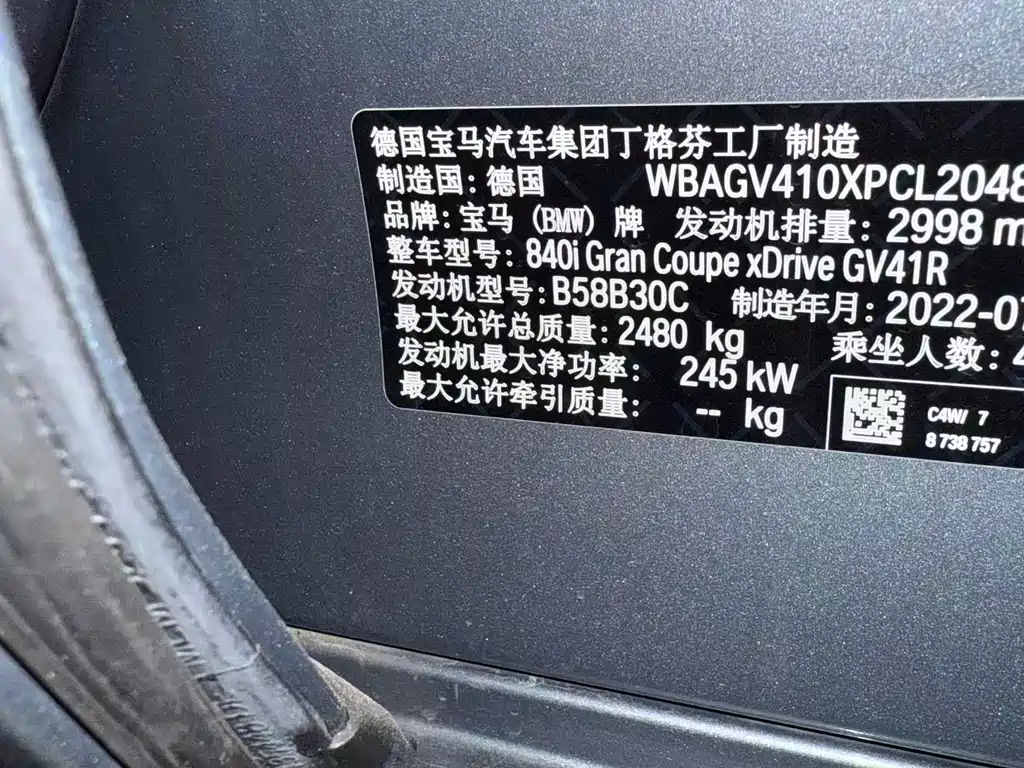 德国宝马汽车集团丁格芬工厂制造
制造国：德国 WBAGV410XPCL2048
品牌：宝马（BMW）牌 发动机排量：2998 m
整车型号：840i Gran Coupe xDrive GV41R
发动机型号：B58B30C 制造年月：2022-07
最大允许总质量：2480 kg 乘坐人数：4
发动机最大净功率： 245 kW
最大允许牵引质量： -- kg
C4W/ 7
8 738 757